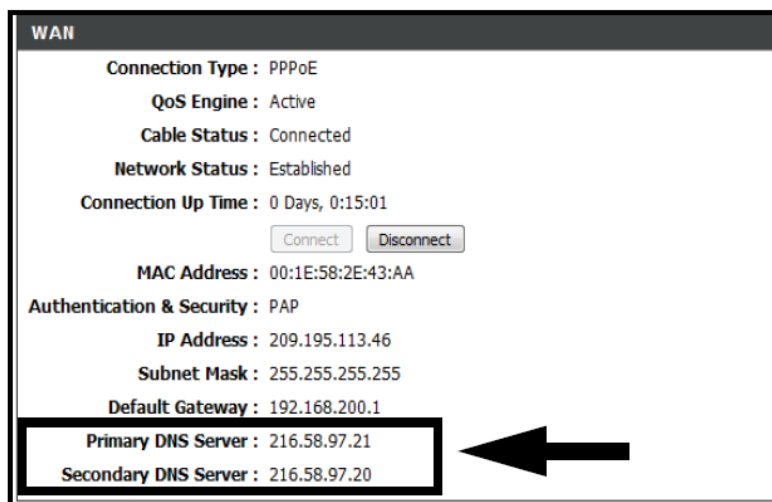 WAN
Connection Type : PPPoE
QoS Engine : Active
Cable Status : Connected
Network Status : Established
Connection Up Time : 0 Days, 0:15:01
Connect Disconnect
MAC Address : 00:1E:58:2E:43:AA
Authentication & Security : PAP
IP Address : 209.195.113.46
Subnet Mask : 255.255.255.255
Default Gateway : 192.168.200.1
Primary DNS Server : 216.58.97.21
Secondary DNS Server : 216.58.97.20